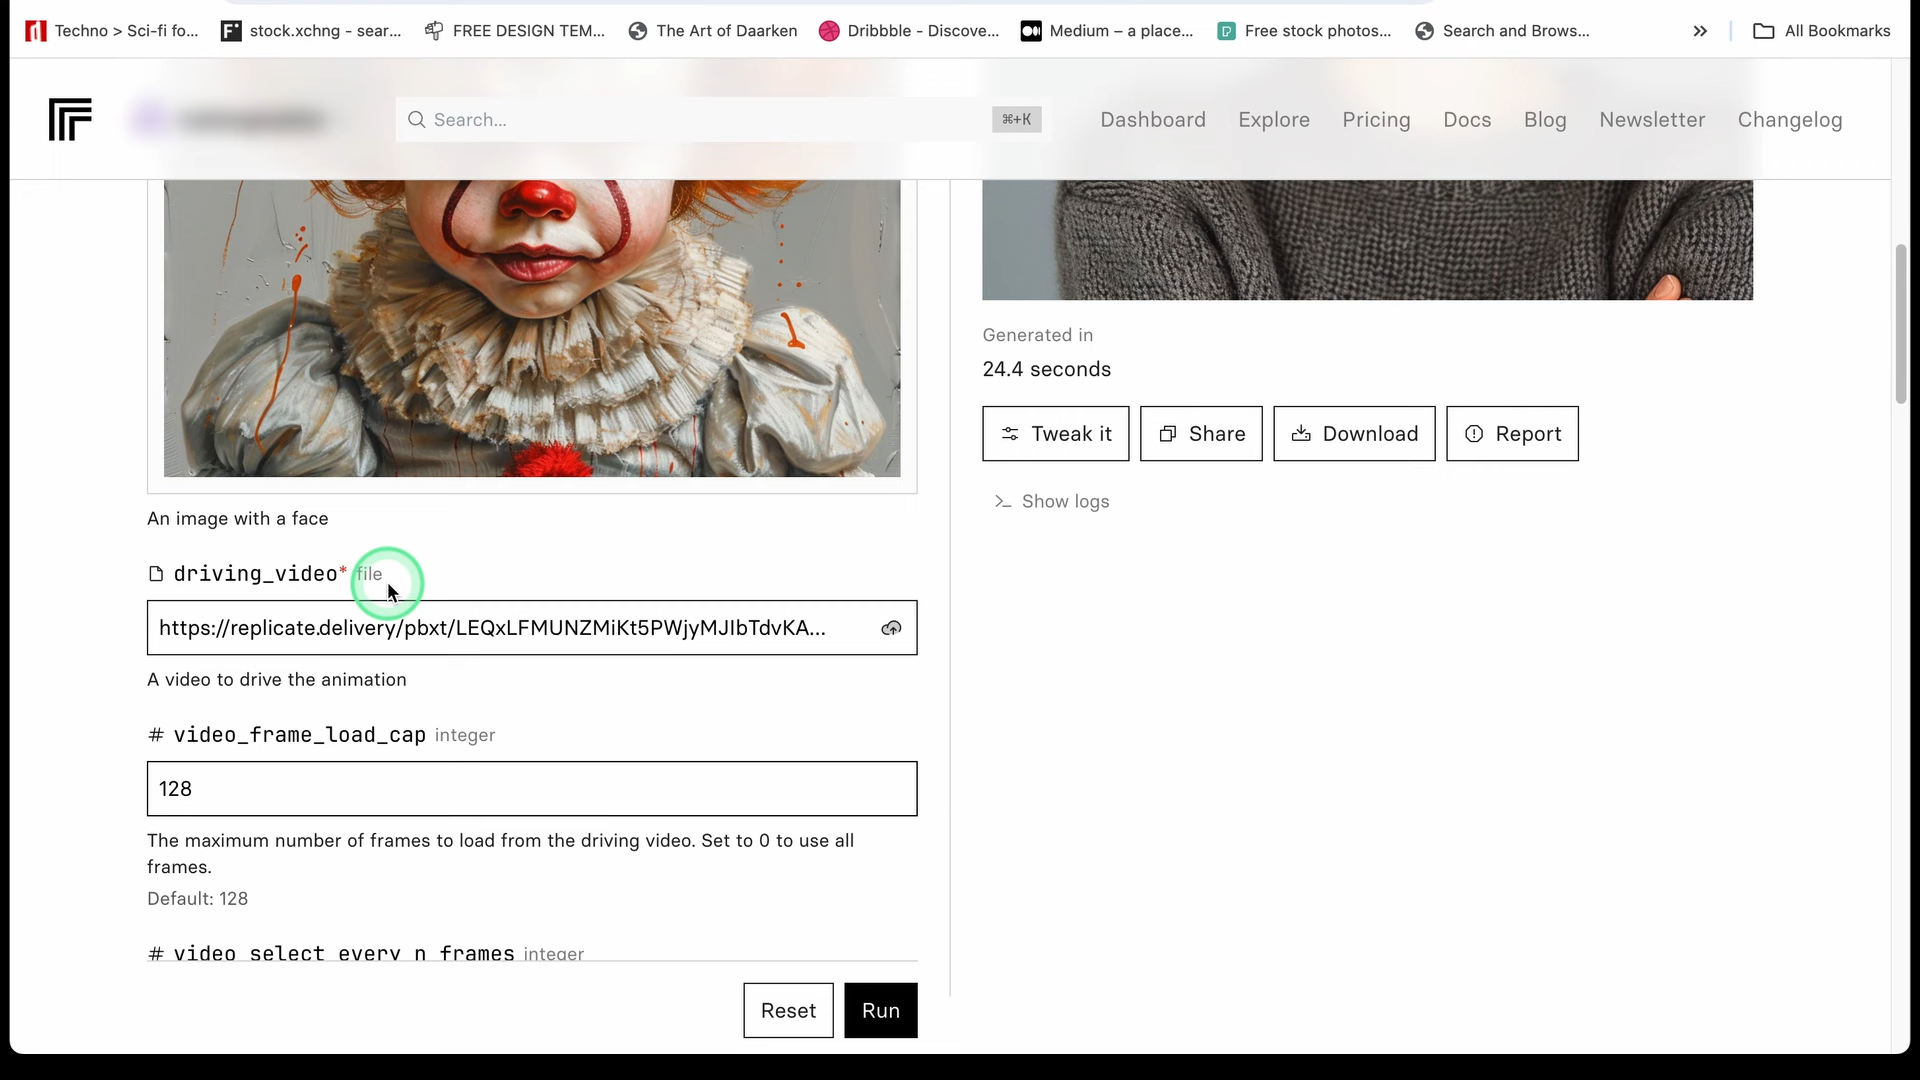 Techno > Sci-fi fo...
stock.xchng - sear...
FREE DESIGN TEM...
The Art of Daarken
Dribbble - Discove...
Medium – a place...
Free stock photos...
Search and Brows...
All Bookmarks
Search...
⌘+K
Dashboard
Explore
Pricing
Docs
Blog
Newsletter
Changelog
An image with a face
driving_video* file
https://replicate.delivery/pbxt/LEQxLFMUNZMiKt5PWjyMJIbTdvKA...
A video to drive the animation
# video_frame_load_cap integer
128
The maximum number of frames to load from the driving video. Set to 0 to use all
frames.
Default: 128
# video_select_every_n_frames integer
Reset
Run
Generated in
24.4 seconds
Tweak it
Share
Download
Report
Show logs